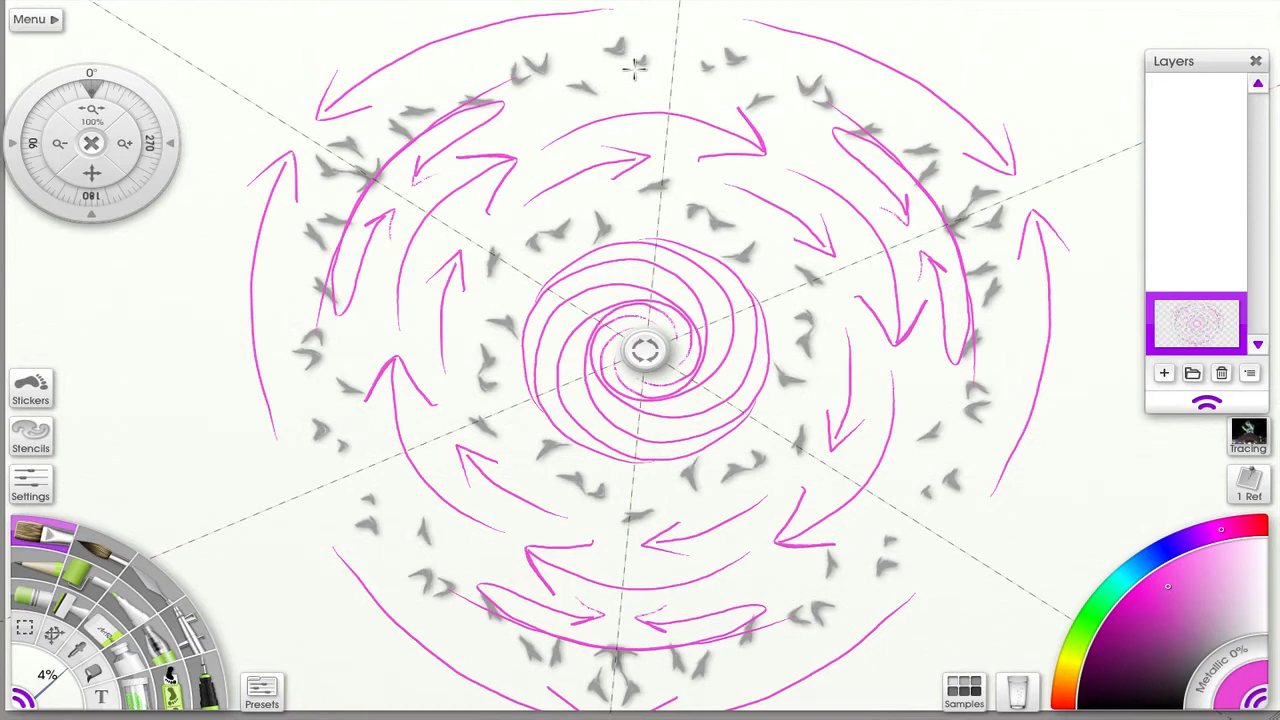 Menu
0°
100%
90
270
180
Layers
Stickers
Stencils
Settings
Tracing
1 Ref
4%
T
Presets
Samples
Metallic 0%